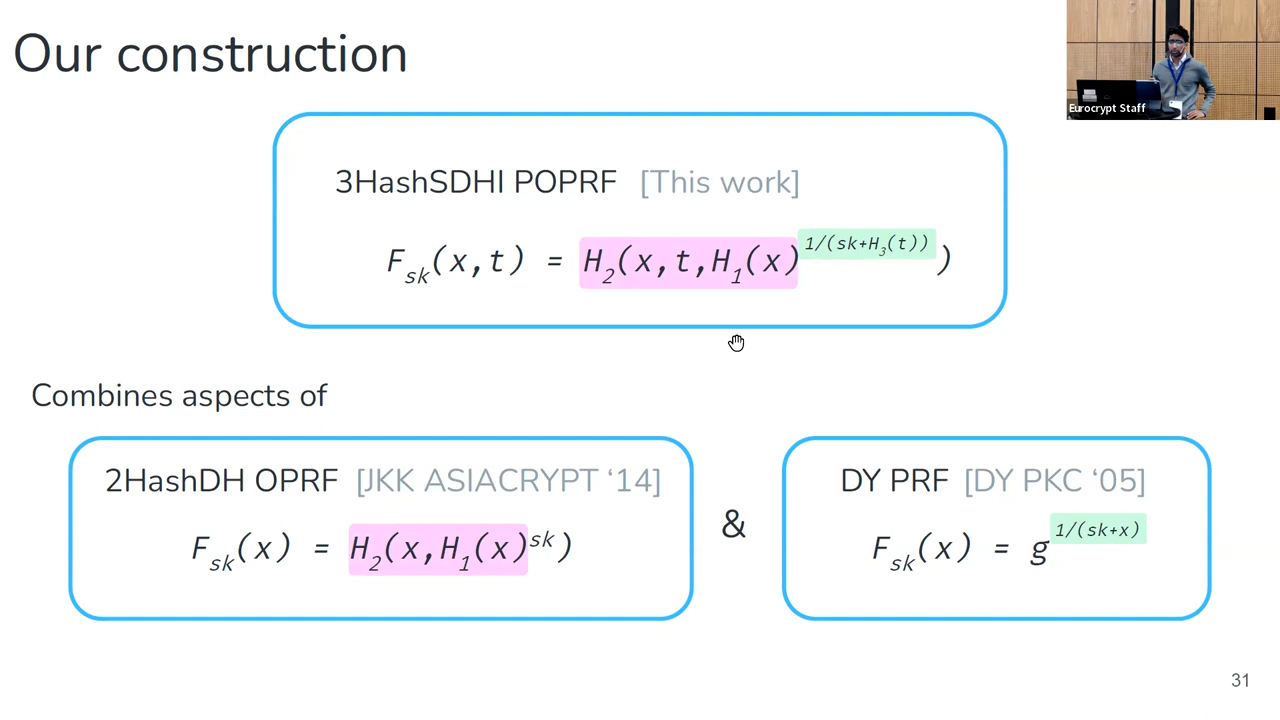 Our construction
Eurocrypt Staff
3HashSDHI POPRF [This work]
F_sk(x,t) = H_2(x,t,H_1(x)^1/(sk+H_3(t)) )
Combines aspects of
2HashDH OPRF [JKK ASIACRYPT ‘14]
F_sk(x) = H_2(x,H_1(x)^sk)
&
DY PRF [DY PKC ‘05]
F_sk(x) = g^1/(sk+x)
31